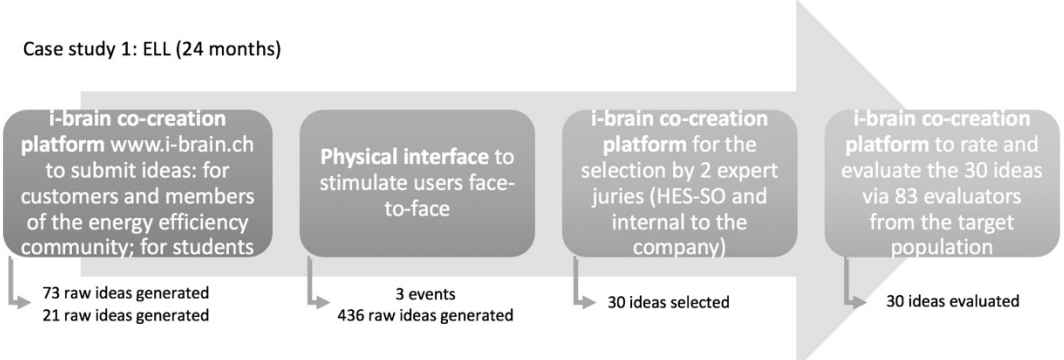 Case study 1: ELL (24 months)
i-brain co-creation
platform www.i-brain.ch
to submit ideas: for
customers and members
of the energy efficiency
community; for students
73 raw ideas generated
21 raw ideas generated
Physical interface to
stimulate users face-
to-face
3 events
436 raw ideas generated
i-brain co-creation
platform for the
selection by 2 expert
juries (HES-SO and
internal to the
company)
30 ideas selected
i-brain co-creation
platform to rate and
evaluate the 30 ideas
via 83 evaluators
from the target
population
30 ideas evaluated